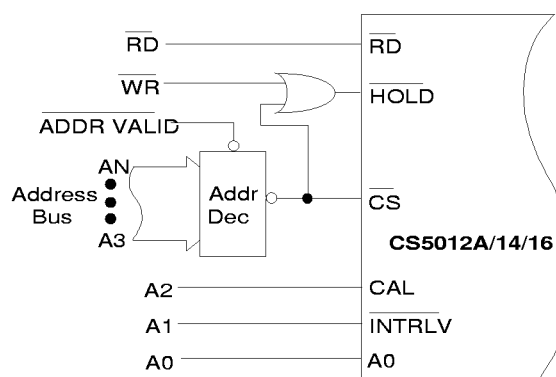 RD RD
WR HOLD
ADDR VALID
AN
Address Bus
A3
Addr Dec
CS
CS5012A/14/16
A2 CAL
A1 INTRLV
A0 A0